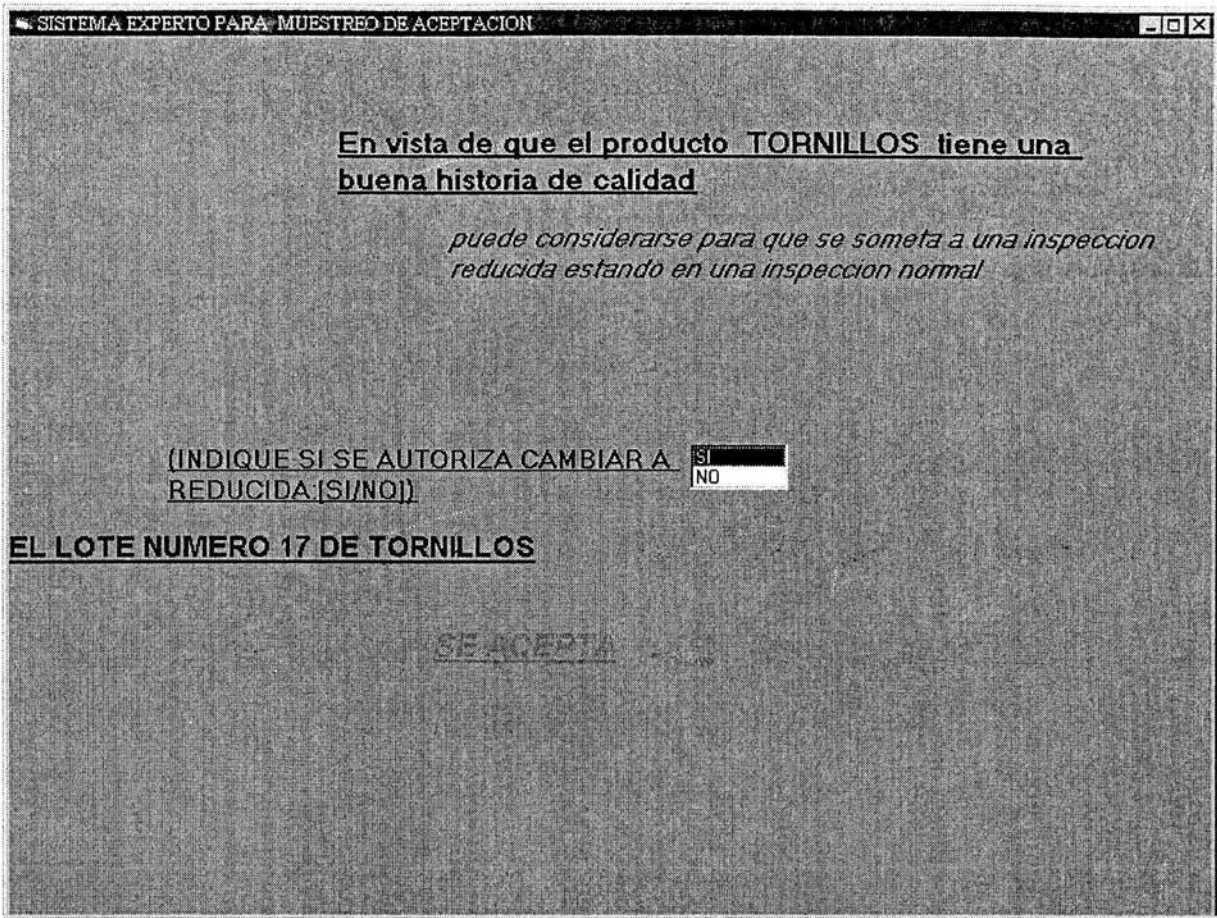 SISTEMA EXPERTO PARA MUESTREO DE ACEPTACION
En vista de que el producto TORNILLOS tiene una
buena historia de calidad
puede considerarse para que se someta a una inspeccion
reducida estando en una inspeccion normal
(INDIQUE SI SE AUTORIZA CAMBIAR A
REDUCIDA:[SI/NO])
SI
NO
EL LOTE NUMERO 17 DE TORNILLOS
SE ACEPTA